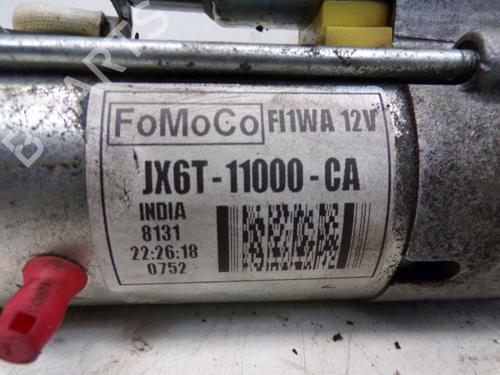 FoMoCo FI1WA 12V
JX6T-11000-CA
INDIA
8131
22:26:18
0752